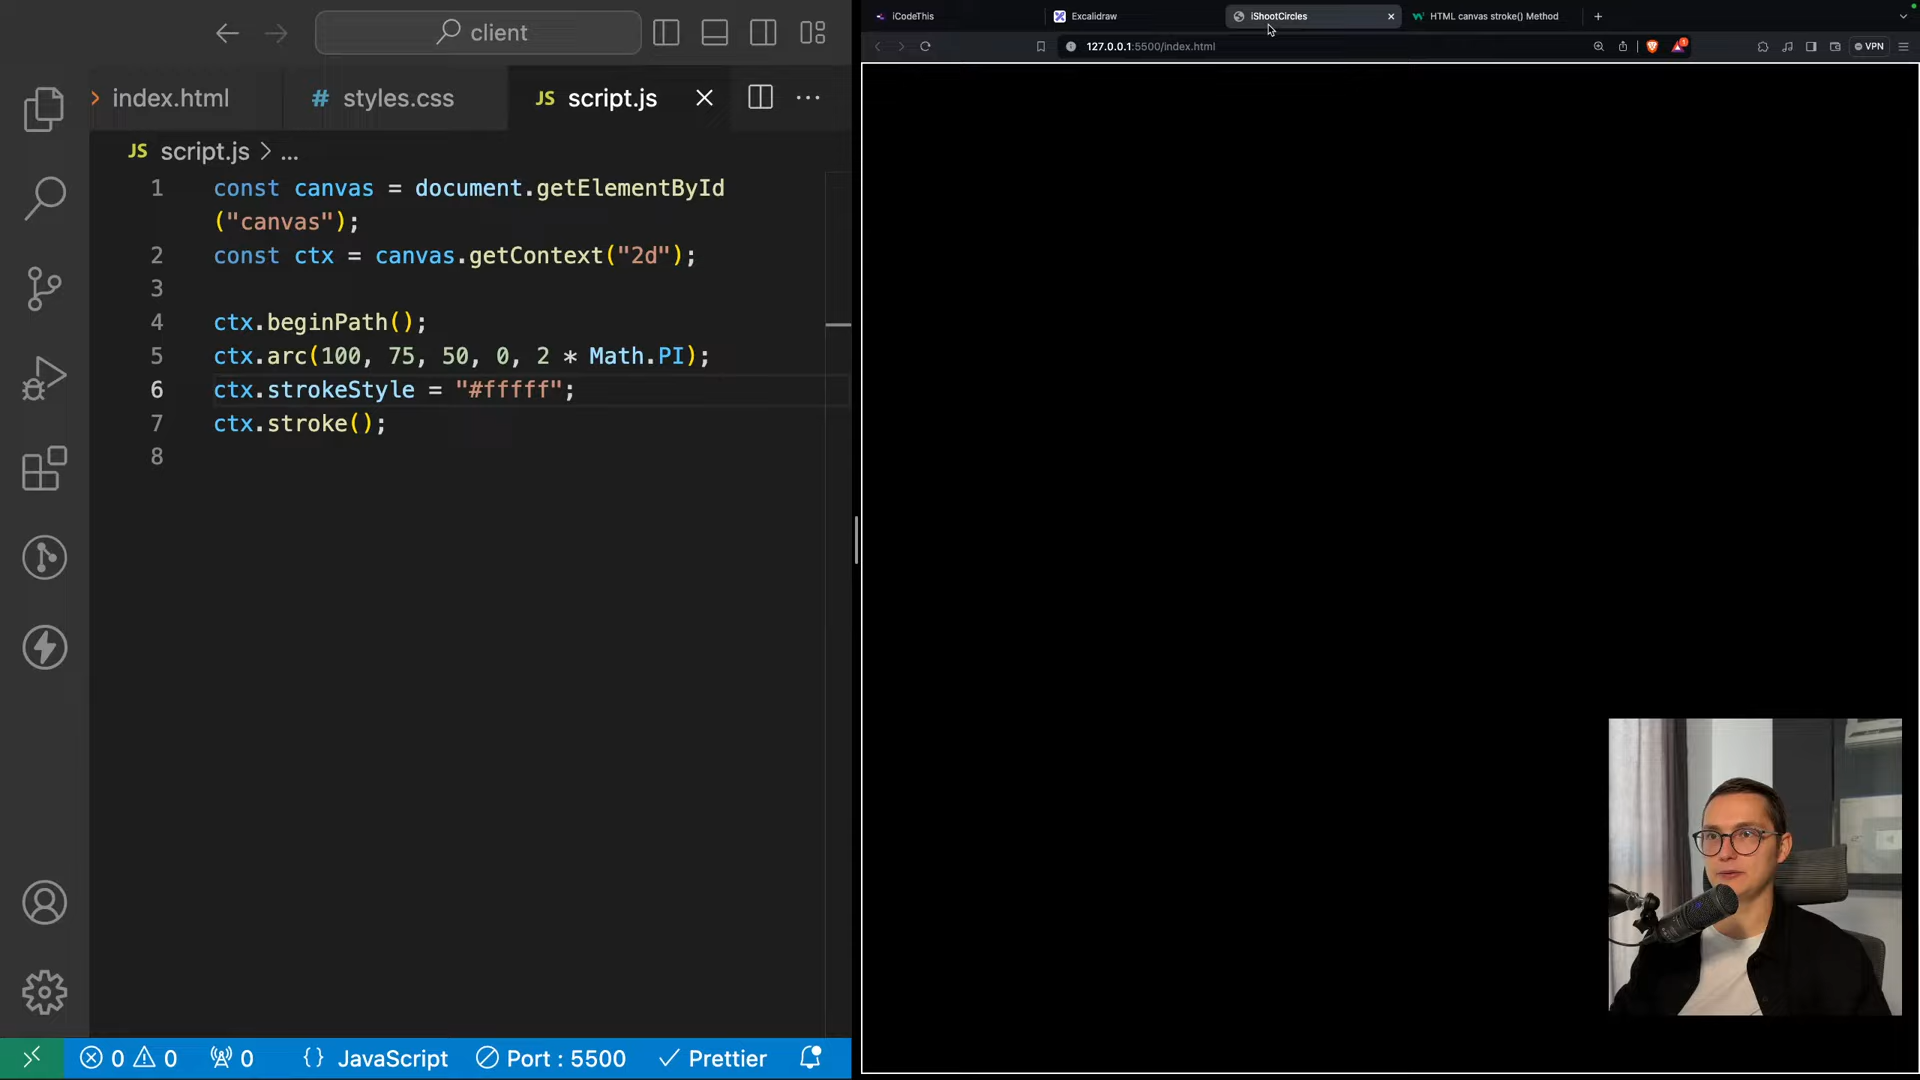 client
iCodeThis
Excalidraw
iShootCircles
HTML canvas stroke() Method
127.0.0.1:5500/index.html
VPN
index.html
# styles.css
JS script.js
JS script.js > ...
1 const canvas = document.getElementById
("canvas");
2 const ctx = canvas.getContext("2d");
3
4 ctx.beginPath();
5 ctx.arc(100, 75, 50, 0, 2 * Math.PI);
6 ctx.strokeStyle = "#fffff";
7 ctx.stroke();
8
0 0 0 {} JavaScript Port : 5500 Prettier